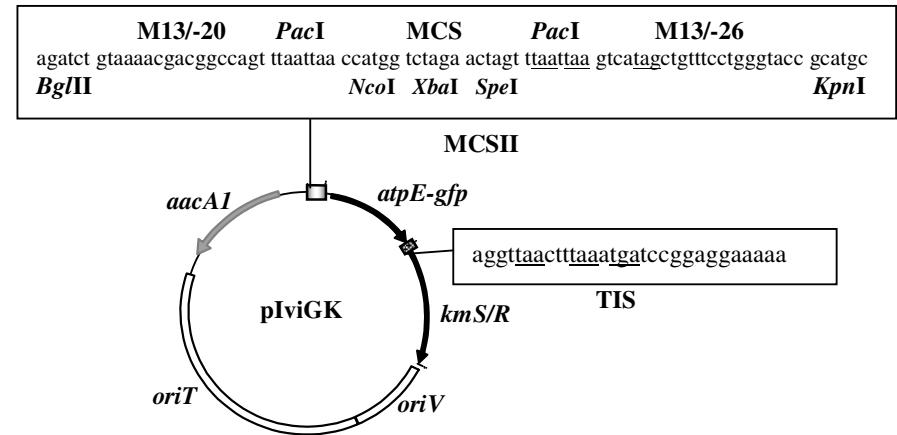 M13/-20 PacI MCS PacI M13/-26
agatct gtaaaacgacggccagt ttaattaa ccatgg tctaga actagt ttaattaa gtcatagctgtttcctgggtacc gcatgc
BglII NcoI XbaI SpeI KpnI
MCSII
aacA1 atpE-gfp
aggttaactttaaatgatccggaggaaaaa
TIS
pIviGK kmS/R
oriT oriV